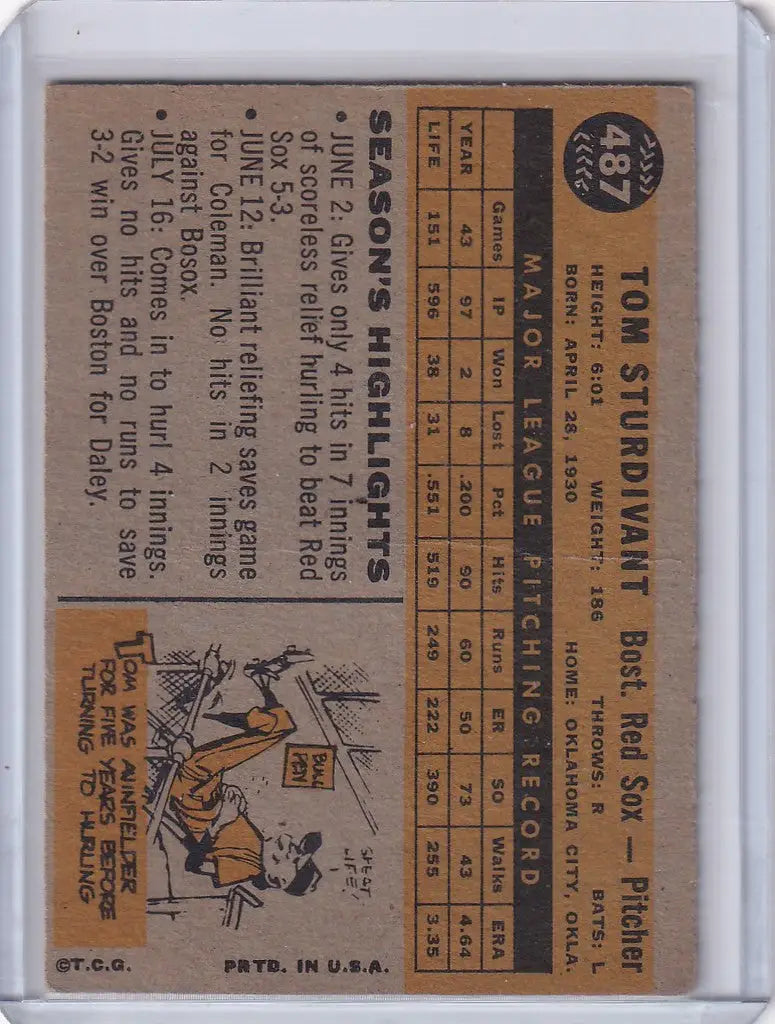 487
TOM STURDIVANT Bost. Red Sox — Pitcher
HEIGHT: 6:01 WEIGHT: 186 THROWS: R BATS: L
BORN: APRIL 28, 1930 HOME: OKLAHOMA CITY, OKLA.
MAJOR LEAGUE PITCHING RECORD
Games IP Won Lost Pct Hits Runs ER SO Walks ERA
YEAR 43 97 2 8 .200 90 60 50 73 43 4.64
LIFE 151 596 38 31 .551 519 249 222 390 255 3.35
SEASON'S HIGHLIGHTS
• JUNE 2: Gives only 4 hits in 7 innings
of scoreless relief hurling to beat Red
Sox 5-3.
• JUNE 12: Brilliant reliefing saves game
for Coleman. No hits in 2 innings
against Bosox.
• JULY 16: Comes in to hurl 4 innings.
Gives no hits and no runs to save
3-2 win over Boston for Daley.
BULL
PEN
GREAT
LIFE!
TOM WAS AN INFIELDER
FOR FIVE YEARS BEFORE
TURNING TO HURLING
©T.C.G. PRTD. IN U.S.A.